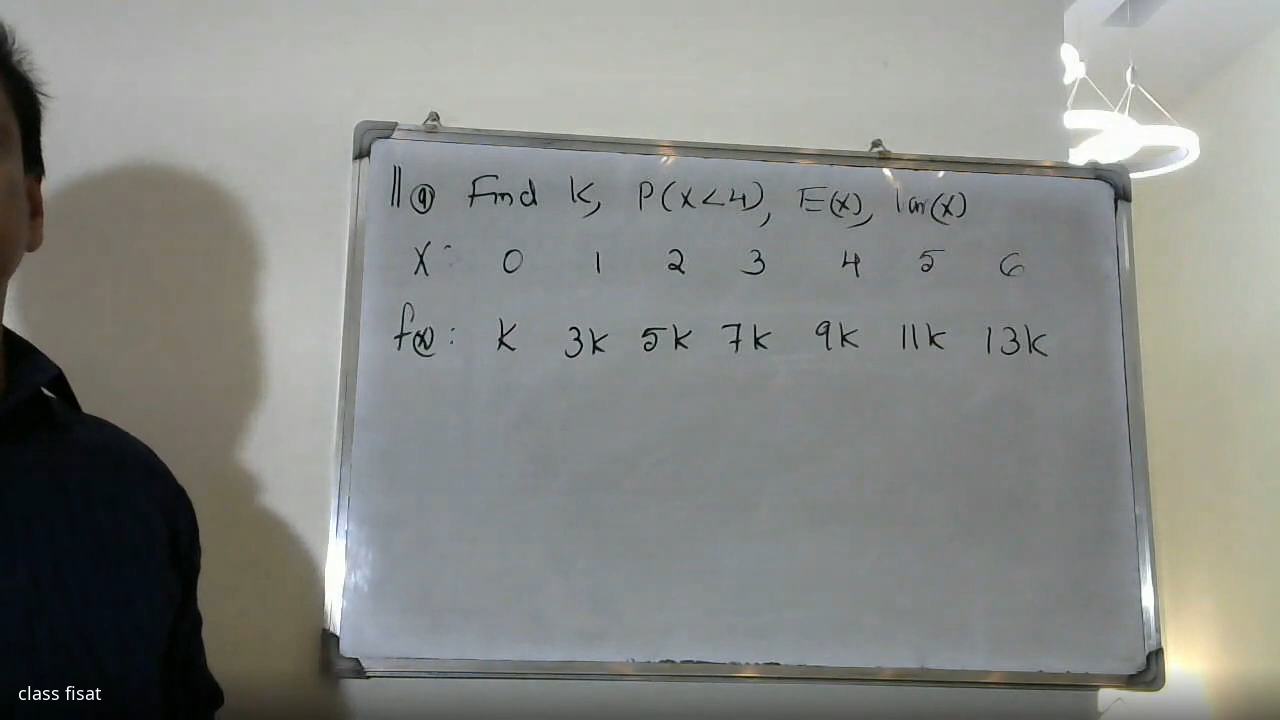 11 (a) Find k, P(X<4), E(X), Var(X)
X: 0 1 2 3 4 5 6
f(x): k 3k 5k 7k 9k 11k 13k
class fisat